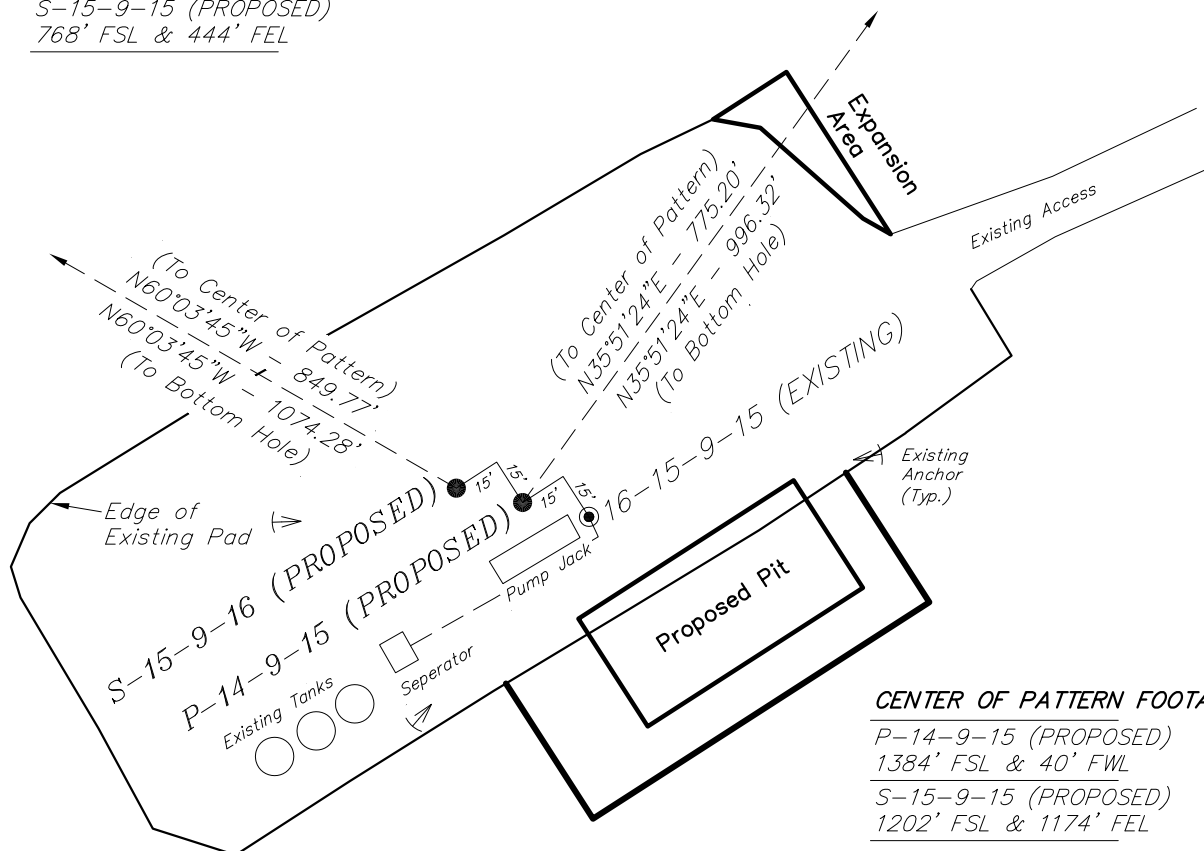 S-15-9-15 (PROPOSED)
768' FSL & 444' FEL
Expansion
Area
Existing Access
(To Center of Pattern)
N35°51'24"E - 775.20'
N35°51'24"E - 996.32'
(To Bottom Hole)
(To Center of Pattern)
N60°03'45"W - 849.77'
N60°03'45"W - 1074.28'
(To Bottom Hole)
16-15-9-15 (EXISTING)
Existing
Anchor
(Typ.)
15'
15'
15'
15'
Edge of
Existing Pad
S-15-9-16 (PROPOSED)
P-14-9-15 (PROPOSED)
Pump Jack
Proposed Pit
Seperator
Existing Tanks
CENTER OF PATTERN FOOTA
P-14-9-15 (PROPOSED)
1384' FSL & 40' FWL
S-15-9-15 (PROPOSED)
1202' FSL & 1174' FEL